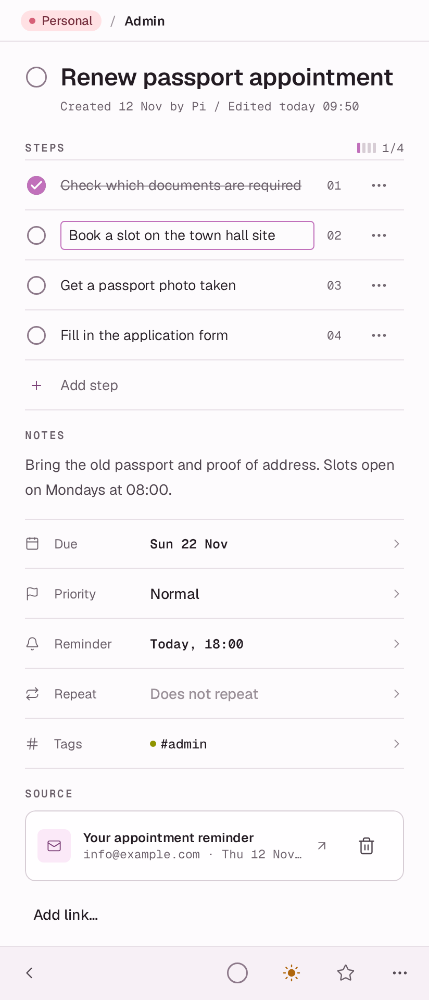 Personal / Admin
Renew passport appointment
Created 12 Nov by Pi / Edited today 09:50
STEPS 1/4
Check which documents are required 01
Book a slot on the town hall site 02
Get a passport photo taken 03
Fill in the application form 04
Add step
NOTES
Bring the old passport and proof of address. Slots open
on Mondays at 08:00.
Due Sun 22 Nov
Priority Normal
Reminder Today, 18:00
Repeat Does not repeat
Tags #admin
SOURCE
Your appointment reminder
info@example.com · Thu 12 Nov…
Add link…